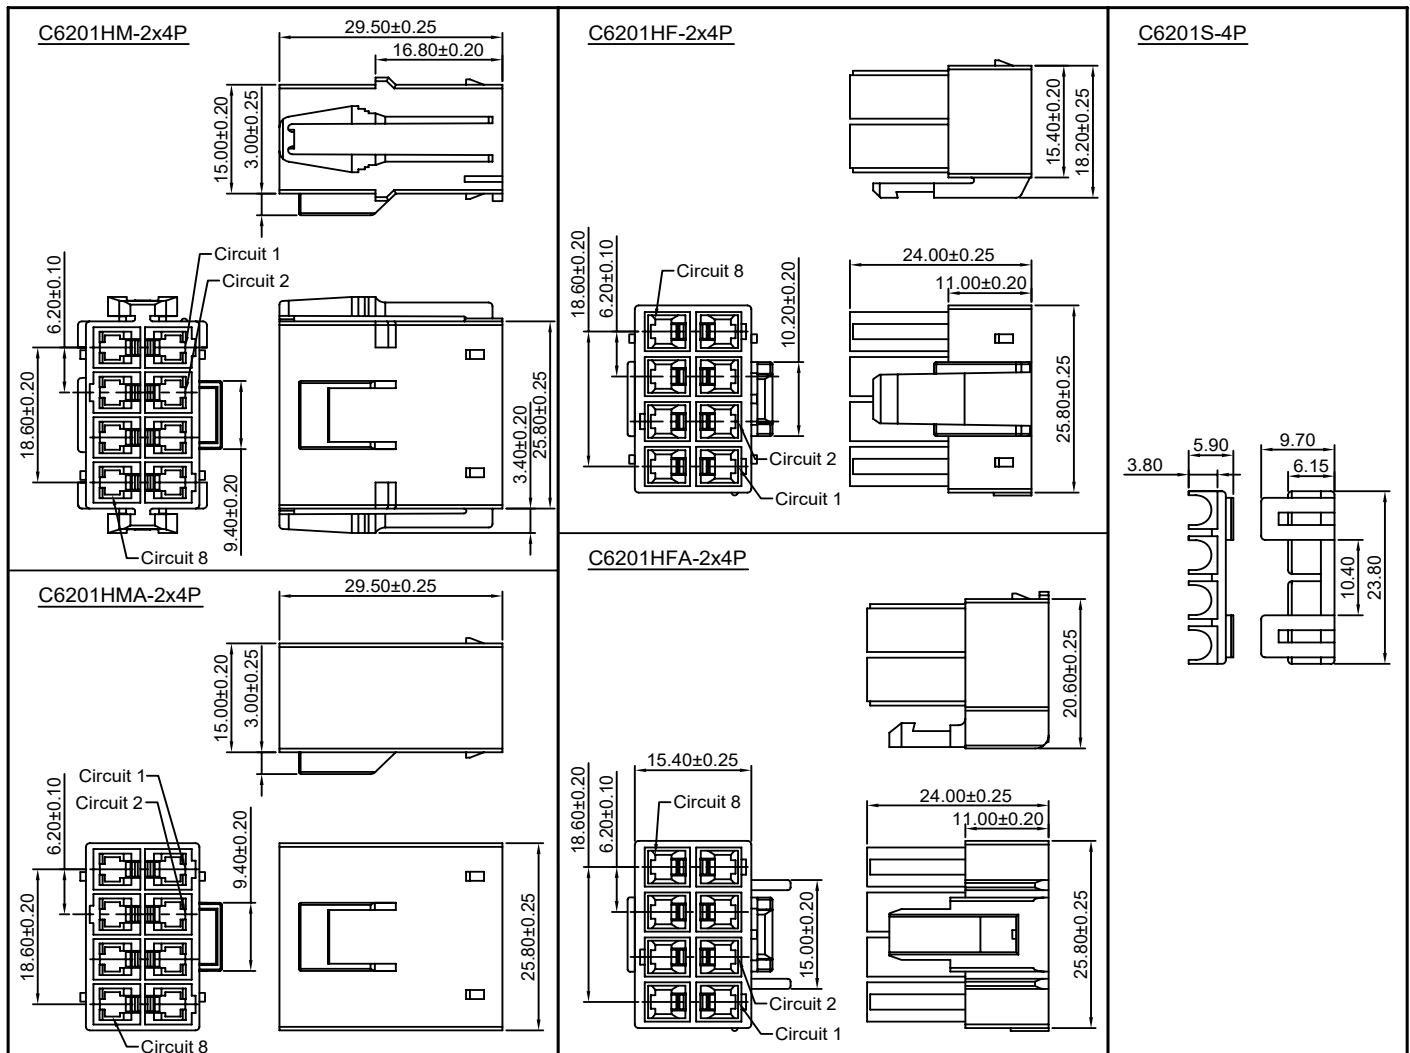 C6201HM-2x4P
29.50±0.25
16.80±0.20
15.00±0.20
3.00±0.25
Circuit 1
Circuit 2
6.20±0.10
18.60±0.20
9.40±0.20
3.40±0.20
25.80±0.25
Circuit 8
C6201HMA-2x4P
29.50±0.25
15.00±0.20
3.00±0.25
Circuit 1
Circuit 2
6.20±0.10
9.40±0.20
18.60±0.20
25.80±0.25
Circuit 8
C6201HF-2x4P
15.40±0.20
18.20±0.25
18.60±0.20
6.20±0.10
Circuit 8
10.20±0.20
24.00±0.25
11.00±0.20
25.80±0.25
Circuit 2
Circuit 1
C6201HFA-2x4P
20.60±0.25
15.40±0.25
18.60±0.20
6.20±0.10
Circuit 8
15.00±0.20
24.00±0.25
11.00±0.20
25.80±0.25
Circuit 2
Circuit 1
C6201S-4P
5.90
3.80
9.70
6.15
10.40
23.80